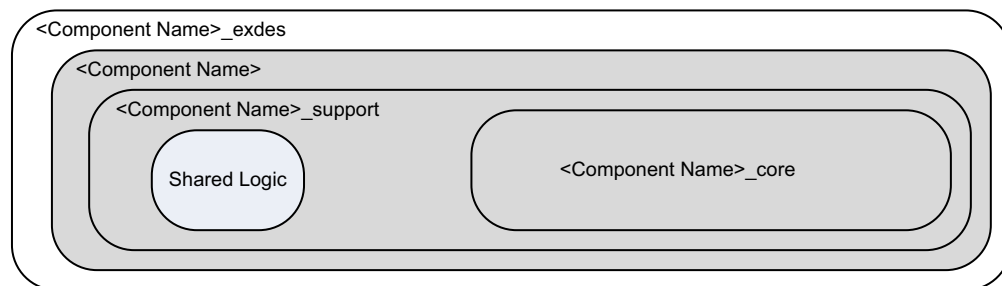 <Component Name>_exdes
<Component Name>
<Component Name>_support
Shared Logic
<Component Name>_core